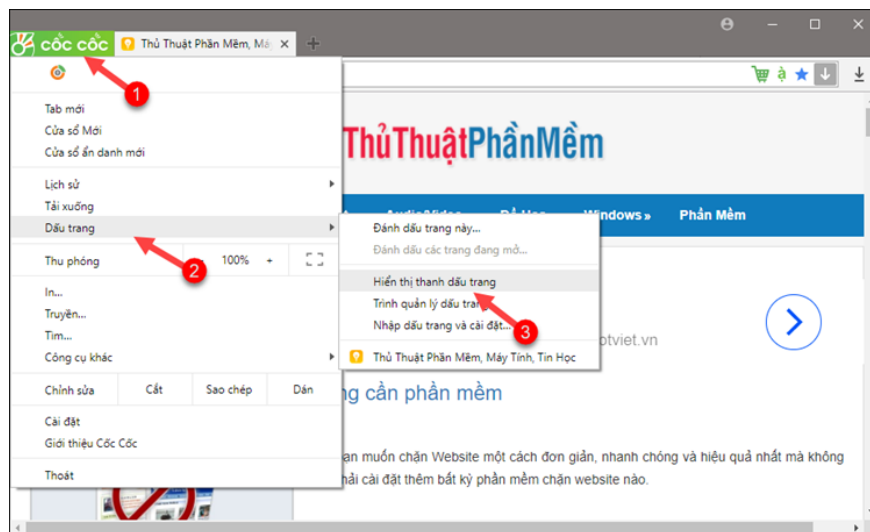 cốc cốc
Thủ Thuật Phần Mềm, Má
1
à
Tab mới
Cửa sổ Mới
Cửa sổ ẩn danh mới
Lịch sử
Tải xuống
Dấu trang
2
Thu phóng - 100% +
In...
Truyền...
Tìm...
Công cụ khác
Chỉnh sửa Cắt Sao chép Dán
Cài đặt
Giới thiệu Cốc Cốc
Thoát
ThủThuậtPhầnMềm
Windows » Phần Mềm
Đánh dấu trang này...
Đánh dấu các trang đang mở...
Hiển thị thanh dấu trang
Trình quản lý dấu trang
3
Nhập dấu trang và cài đặt...
Thủ Thuật Phần Mềm, Máy Tính, Tin Học
otviet.vn
ng cần phần mềm
ạn muốn chặn Website một cách đơn giản, nhanh chóng và hiệu quả nhất mà không
hải cài đặt thêm bất kỳ phần mềm chặn website nào.